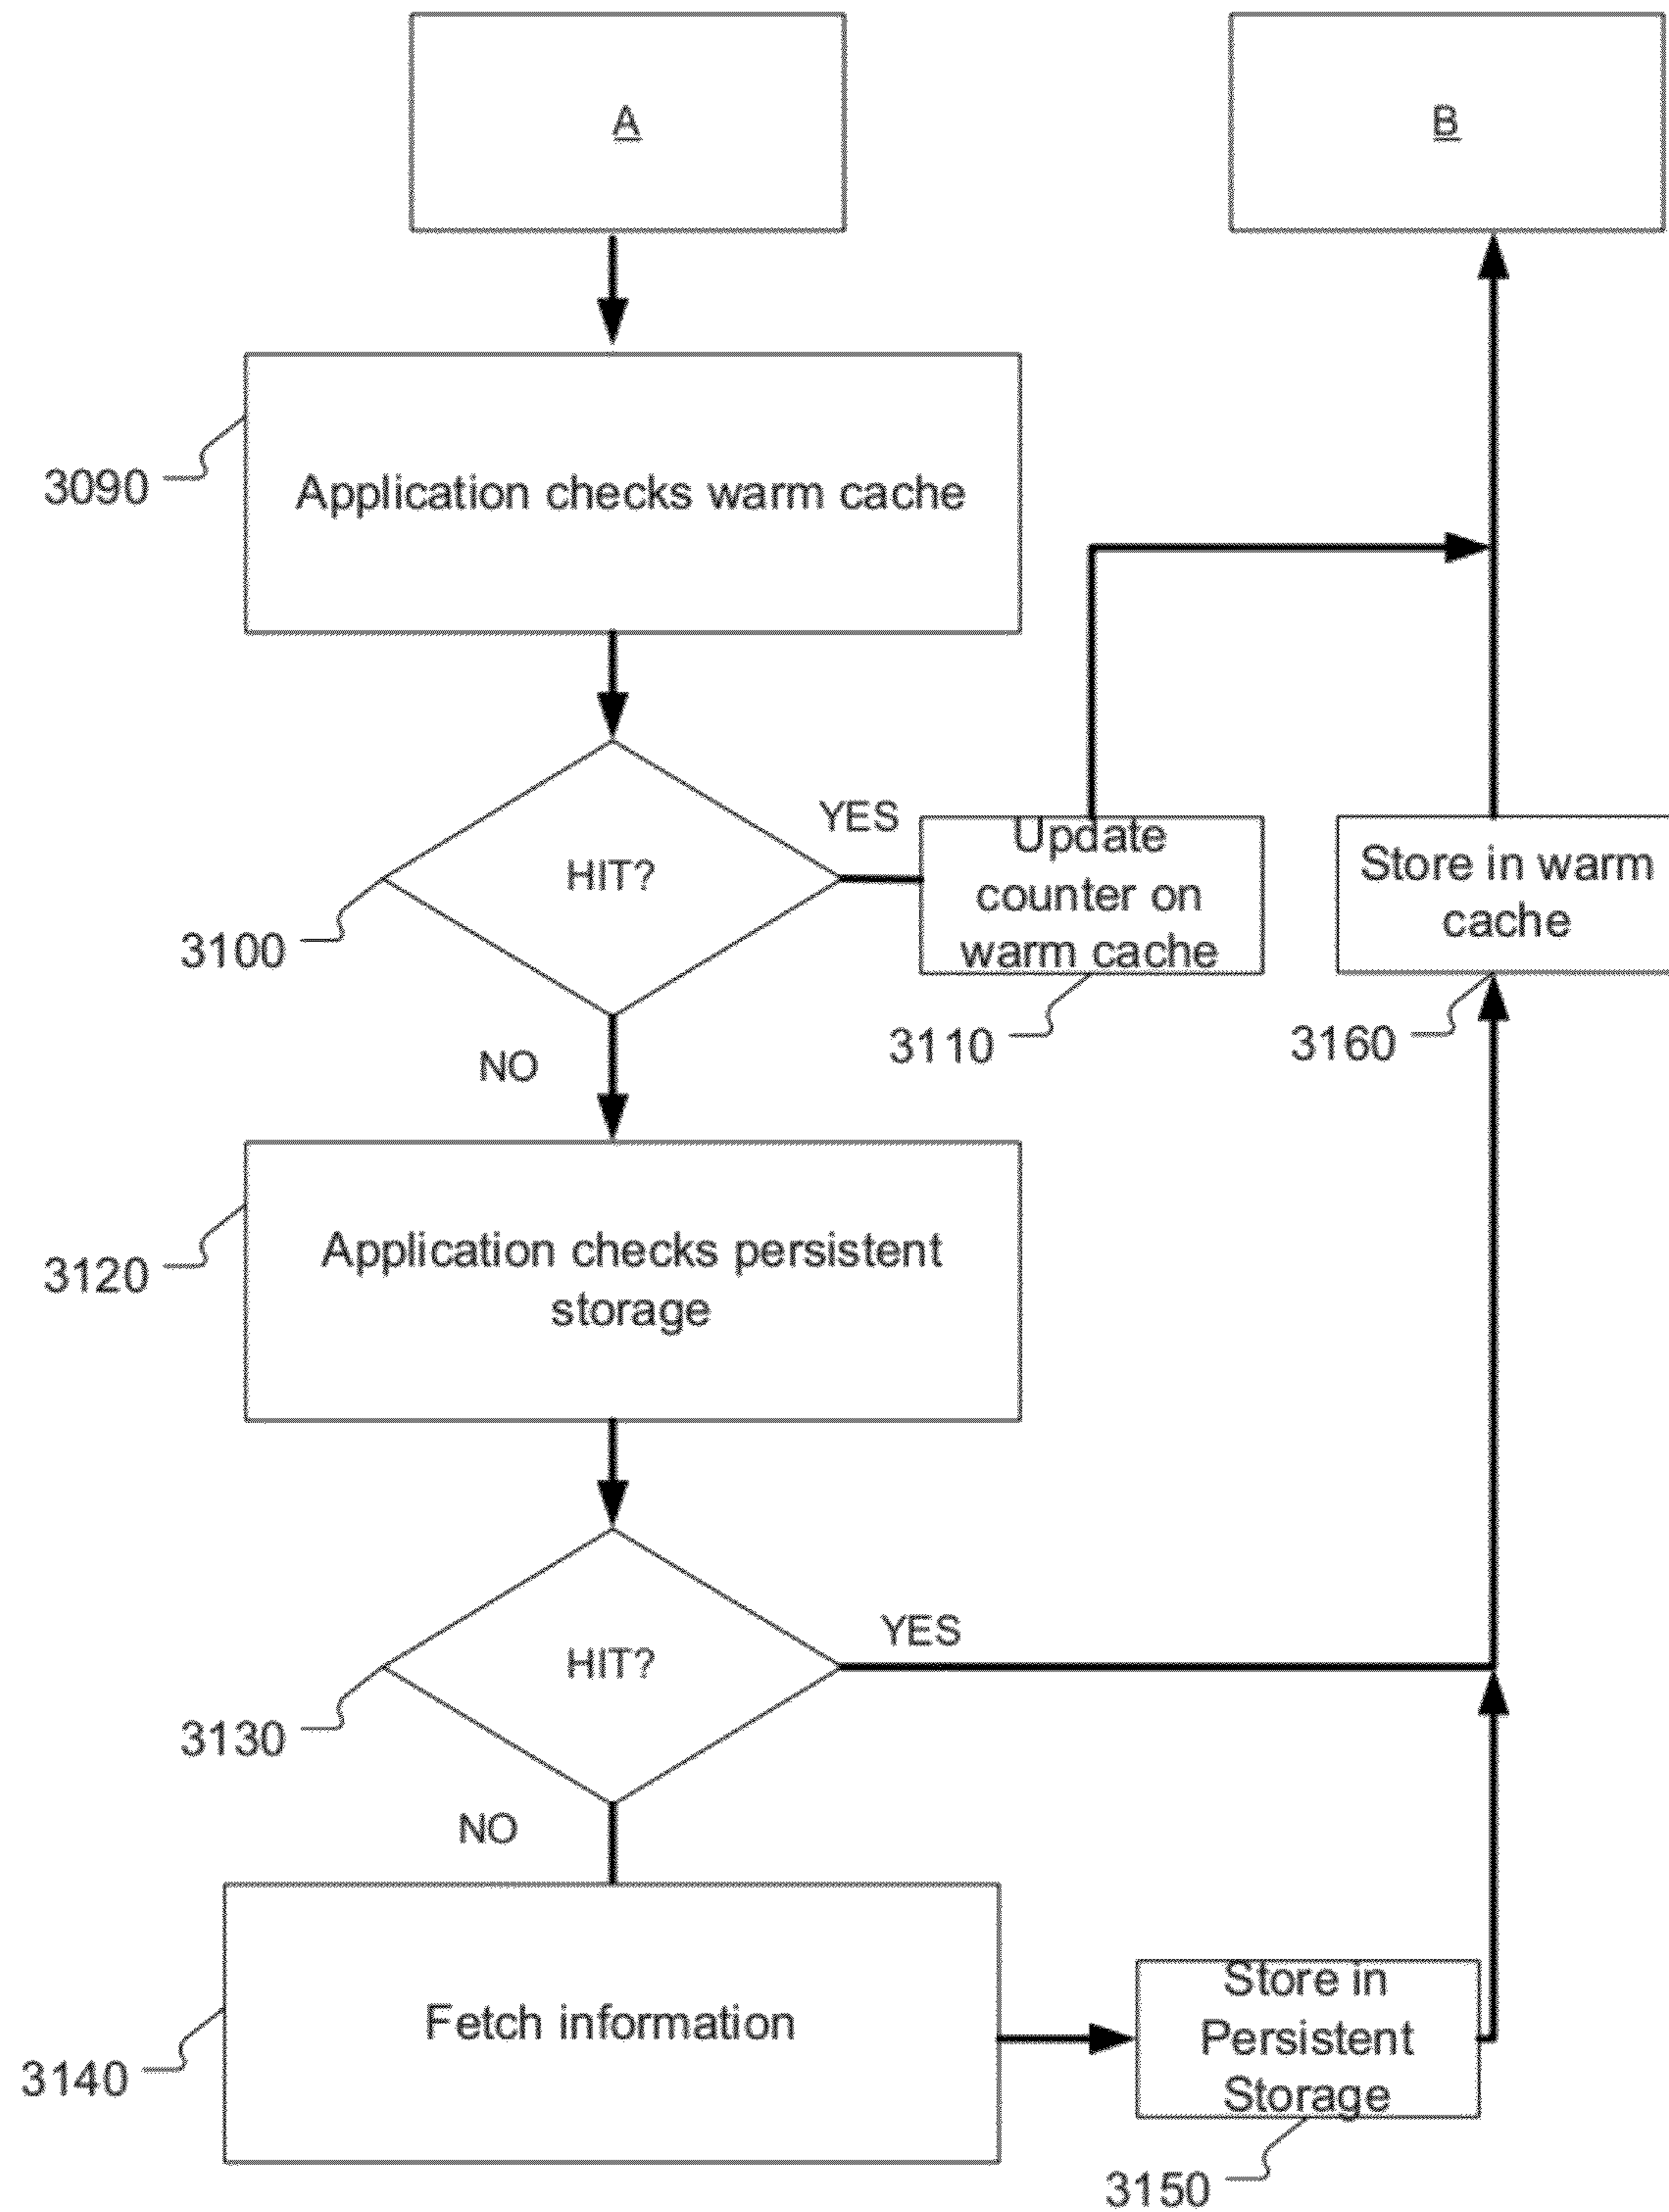 A
B
3090
Application checks warm cache
YES
HIT?
3100
Update
counter on
warm cache
3110
Store in warm
cache
3160
NO
Application checks persistent
storage
3120
YES
HIT?
3130
NO
Fetch information
3140
Store in
Persistent
Storage
3150